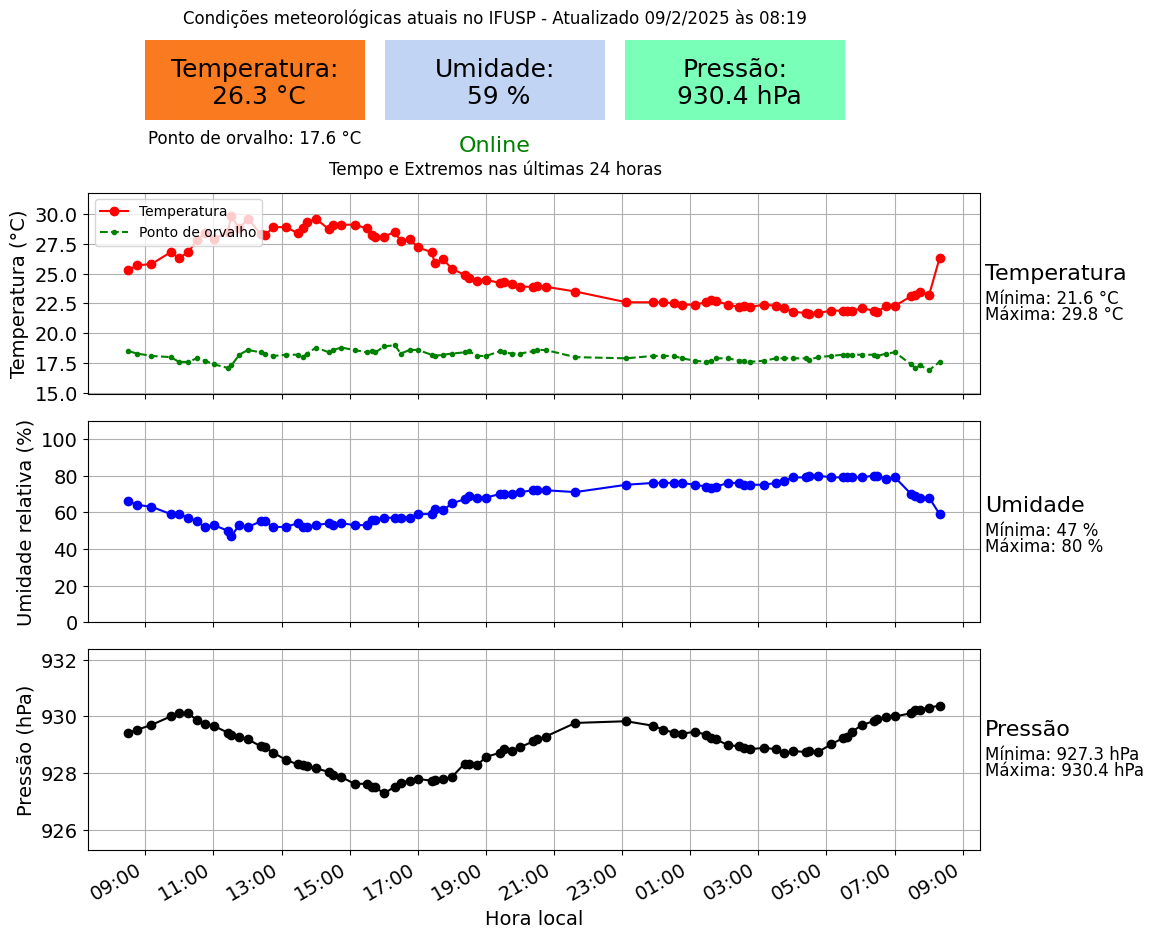 Condições meteorológicas atuais no IFUSP - Atualizado 09/2/2025 às 08:19
Temperatura:
26.3 °C
Umidade:
59 %
Pressão:
930.4 hPa
Ponto de orvalho: 17.6 °C
Online
Tempo e Extremos nas últimas 24 horas
Temperatura (°C)
30.0
27.5
25.0
22.5
20.0
17.5
15.0
Temperatura
Ponto de orvalho
Temperatura
Mínima: 21.6 °C
Máxima: 29.8 °C
Umidade relativa (%)
100
80
60
40
20
0
Umidade
Mínima: 47 %
Máxima: 80 %
Pressão (hPa)
932
930
928
926
Pressão
Mínima: 927.3 hPa
Máxima: 930.4 hPa
09:00
11:00
13:00
15:00
17:00
19:00
21:00
23:00
01:00
03:00
05:00
07:00
09:00
Hora local